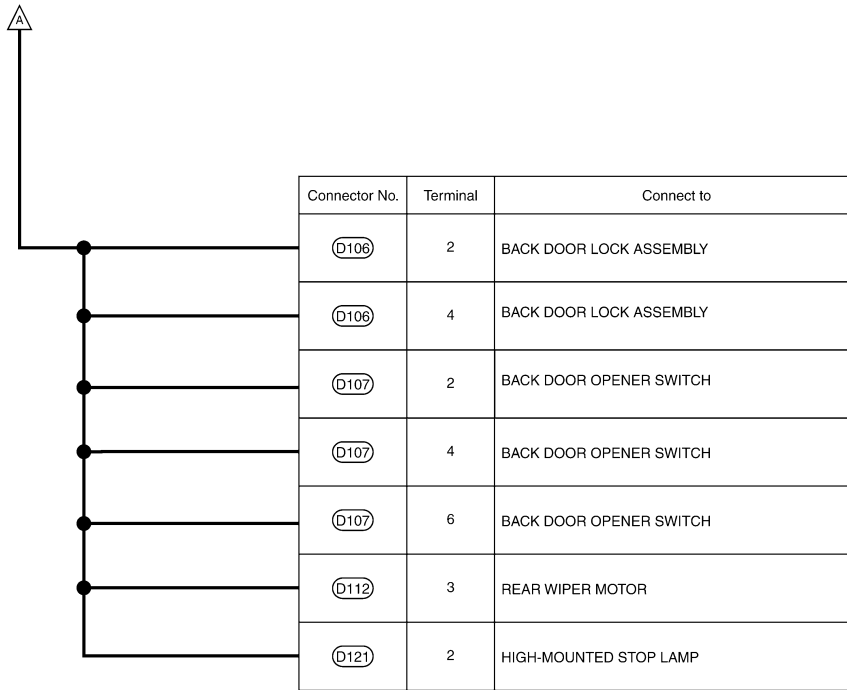 A
Connector No. Terminal Connect to
D106 2 BACK DOOR LOCK ASSEMBLY
D106 4 BACK DOOR LOCK ASSEMBLY
D107 2 BACK DOOR OPENER SWITCH
D107 4 BACK DOOR OPENER SWITCH
D107 6 BACK DOOR OPENER SWITCH
D112 3 REAR WIPER MOTOR
D121 2 HIGH-MOUNTED STOP LAMP